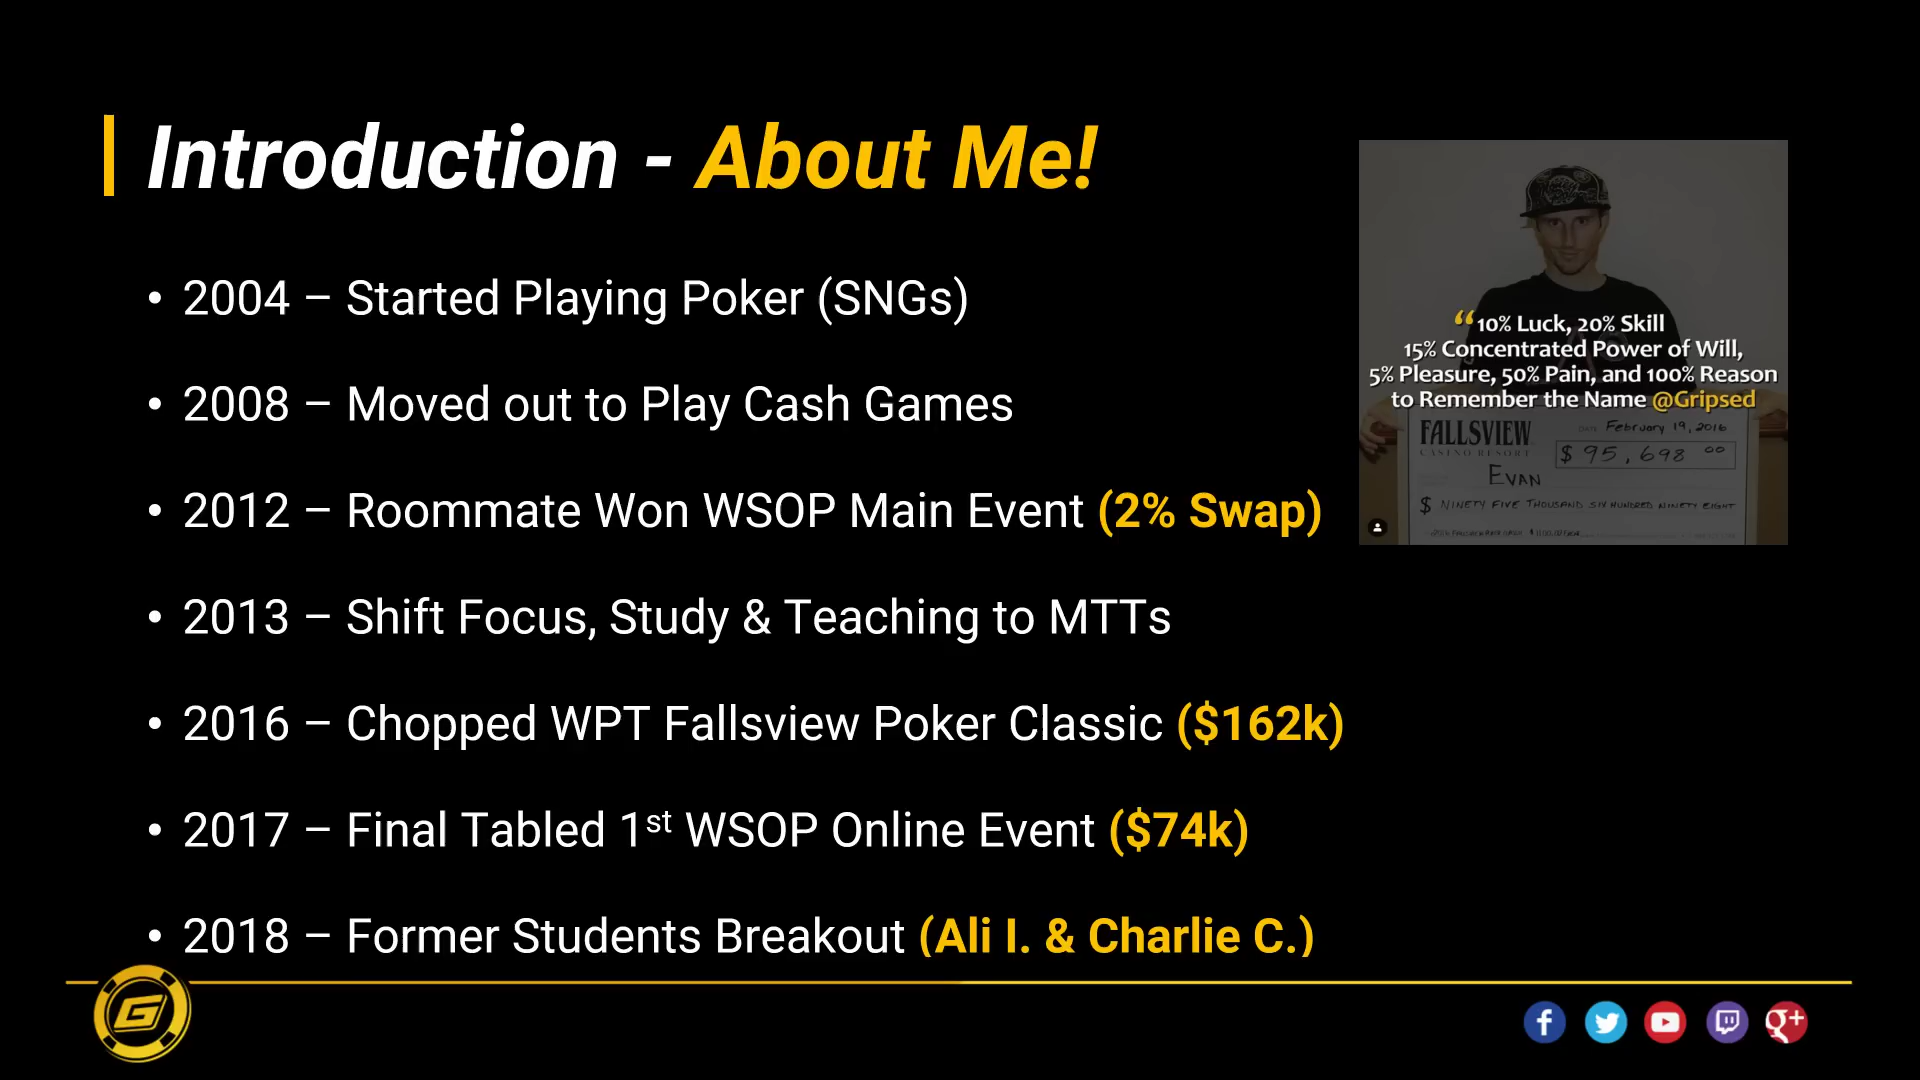 Introduction - About Me!
• 2004 – Started Playing Poker (SNGs)
• 2008 – Moved out to Play Cash Games
• 2012 – Roommate Won WSOP Main Event (2% Swap)
• 2013 – Shift Focus, Study & Teaching to MTTs
• 2016 – Chopped WPT Fallsview Poker Classic ($162k)
• 2017 – Final Tabled 1st WSOP Online Event ($74k)
• 2018 – Former Students Breakout (Ali I. & Charlie C.)
“10% Luck, 20% Skill
15% Concentrated Power of Will,
5% Pleasure, 50% Pain, and 100% Reason
to Remember the Name @Gripsed
FALLSVIEW
CASINO RESORT
DATE February 19, 2016
$ 95,698 00
EVAN
$ NINETY FIVE THOUSAND SIX HUNDRED NINETY EIGHT
G